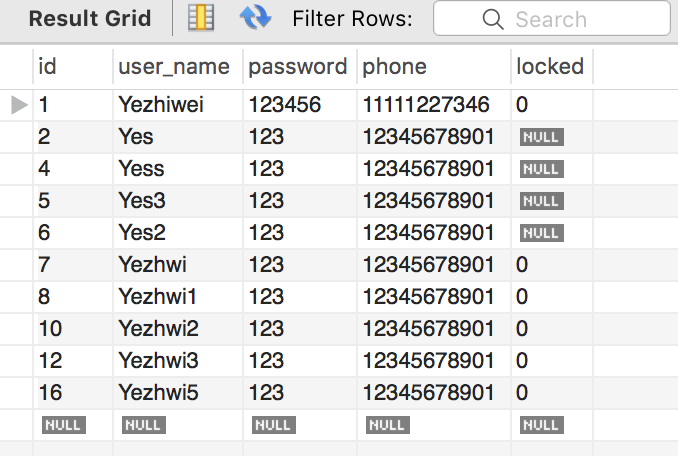 Result Grid Filter Rows: Search
id user_name password phone locked
1 Yezhiwei 123456 11111227346 0
2 Yes 123 12345678901 NULL
4 Yess 123 12345678901 NULL
5 Yes3 123 12345678901 NULL
6 Yes2 123 12345678901 NULL
7 Yezhwi 123 12345678901 0
8 Yezhwi1 123 12345678901 0
10 Yezhwi2 123 12345678901 0
12 Yezhwi3 123 12345678901 0
16 Yezhwi5 123 12345678901 0
NULL NULL NULL NULL NULL